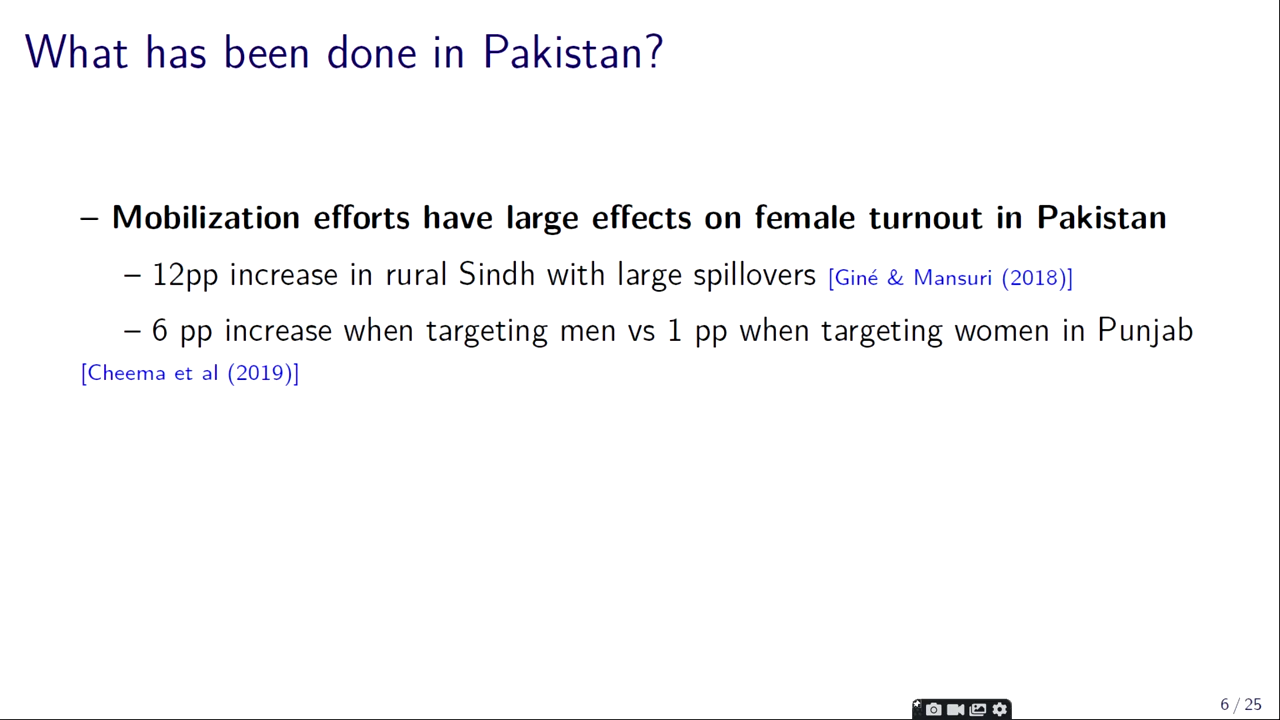 What has been done in Pakistan?
– Mobilization efforts have large effects on female turnout in Pakistan
– 12pp increase in rural Sindh with large spillovers [Giné & Mansuri (2018)]
– 6 pp increase when targeting men vs 1 pp when targeting women in Punjab
[Cheema et al (2019)]
6 / 25